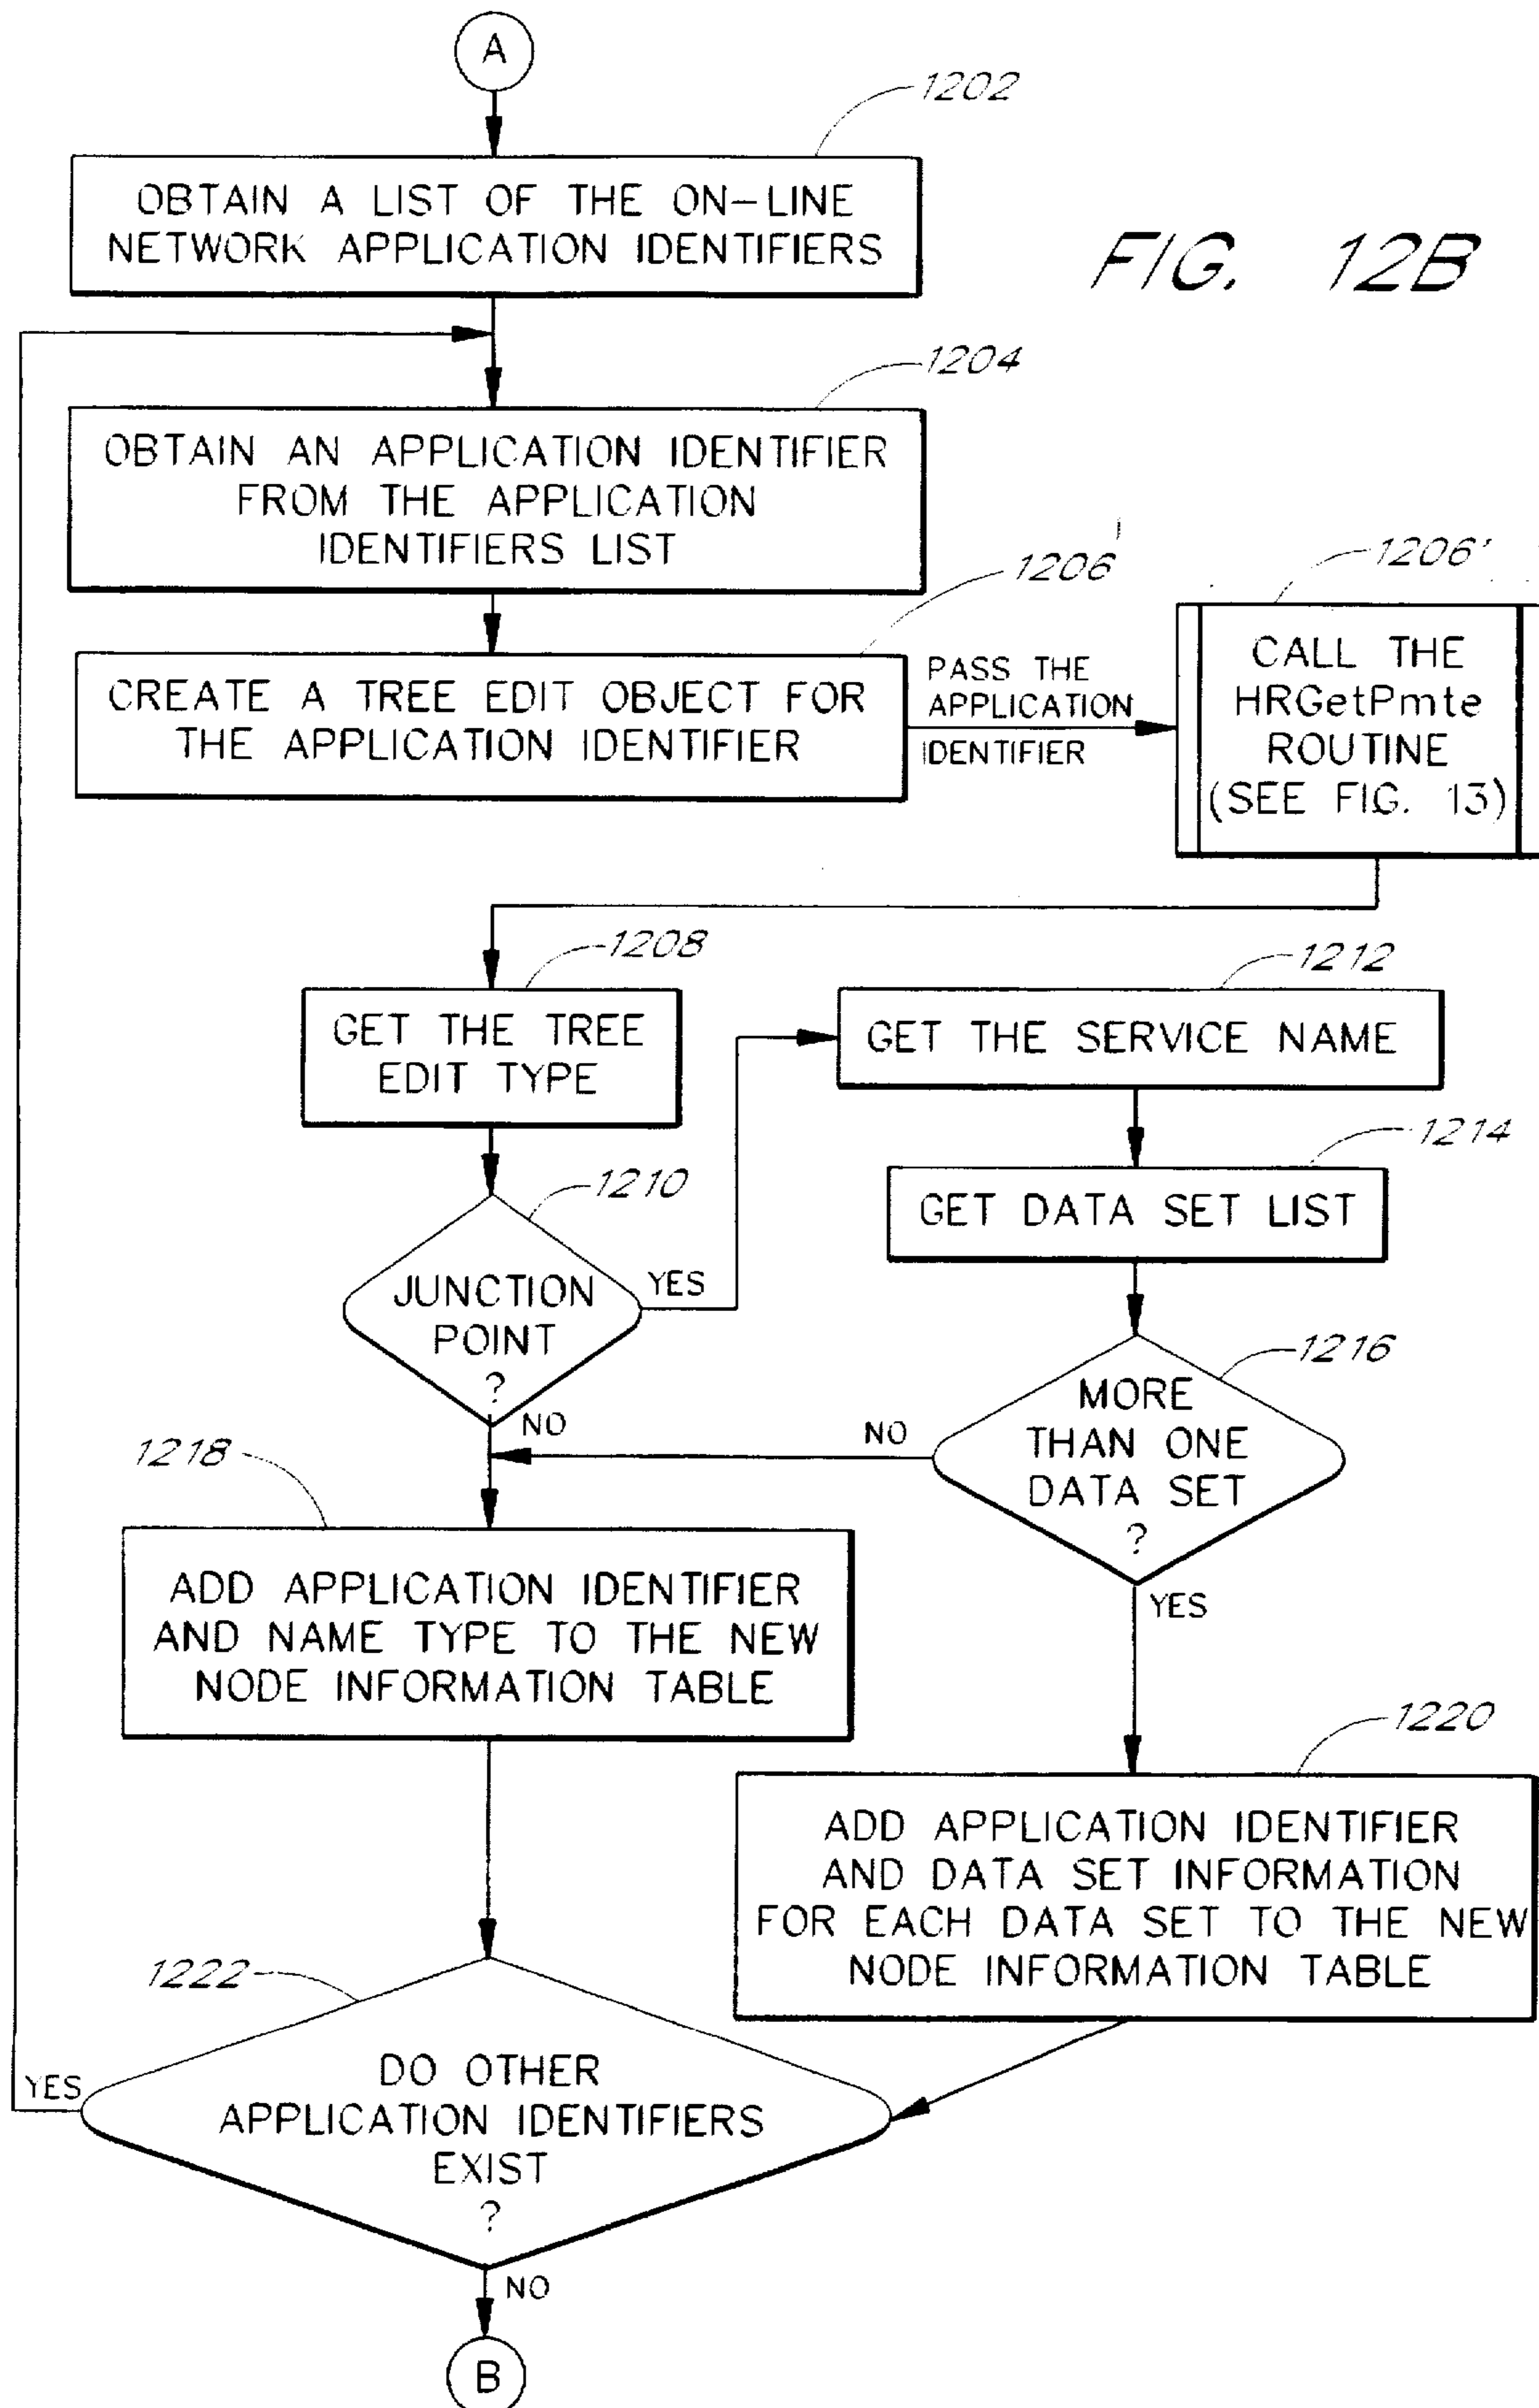 A
1202
OBTAIN A LIST OF THE ON-LINE
NETWORK APPLICATION IDENTIFIERS
FIG. 12B
1204
OBTAIN AN APPLICATION IDENTIFIER
FROM THE APPLICATION
IDENTIFIERS LIST
1206
CREATE A TREE EDIT OBJECT FOR
THE APPLICATION IDENTIFIER
PASS THE
APPLICATION
IDENTIFIER
1206'
CALL THE
HRGetPmte
ROUTINE
(SEE FIG. 13)
1208
GET THE TREE
EDIT TYPE
1212
GET THE SERVICE NAME
1214
GET DATA SET LIST
1210
JUNCTION
POINT
?
YES
NO
1216
MORE
THAN ONE
DATA SET
?
NO
YES
1218
ADD APPLICATION IDENTIFIER
AND NAME TYPE TO THE NEW
NODE INFORMATION TABLE
1220
ADD APPLICATION IDENTIFIER
AND DATA SET INFORMATION
FOR EACH DATA SET TO THE NEW
NODE INFORMATION TABLE
1222
DO OTHER
APPLICATION IDENTIFIERS
EXIST
?
YES
NO
B